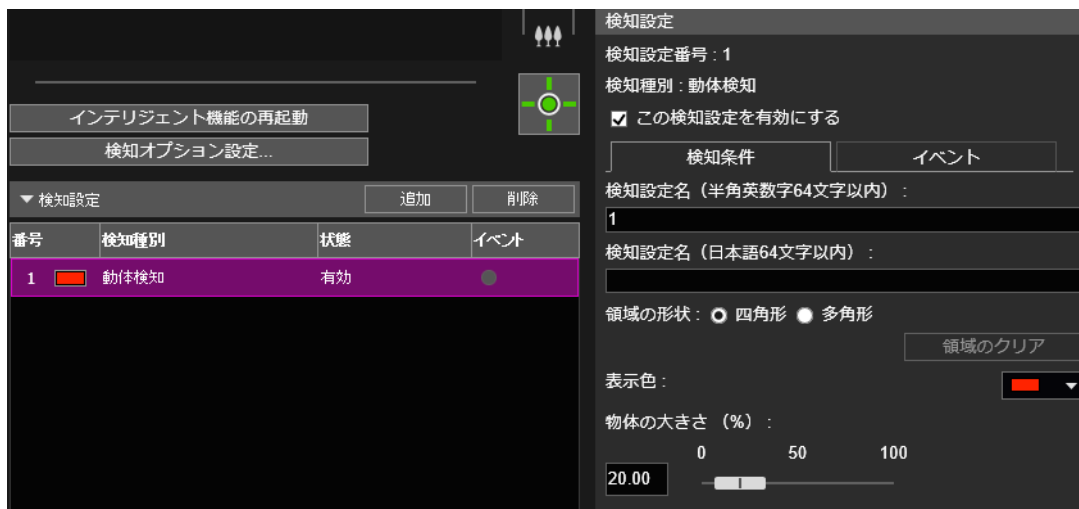 インテリジェント機能の再起動
検知オプション設定...
▼検知設定 追加 削除
番号 検知種別 状態 イベント
1 動体検知 有効
検知設定
検知設定番号 : 1
検知種別 : 動体検知
この検知設定を有効にする
検知条件 イベント
検知設定名（半角英数字64文字以内）:
1
検知設定名（日本語64文字以内）:
領域の形状 : 四角形 多角形
領域のクリア
表示色 :
物体の大きさ（%）:
0 50 100
20.00